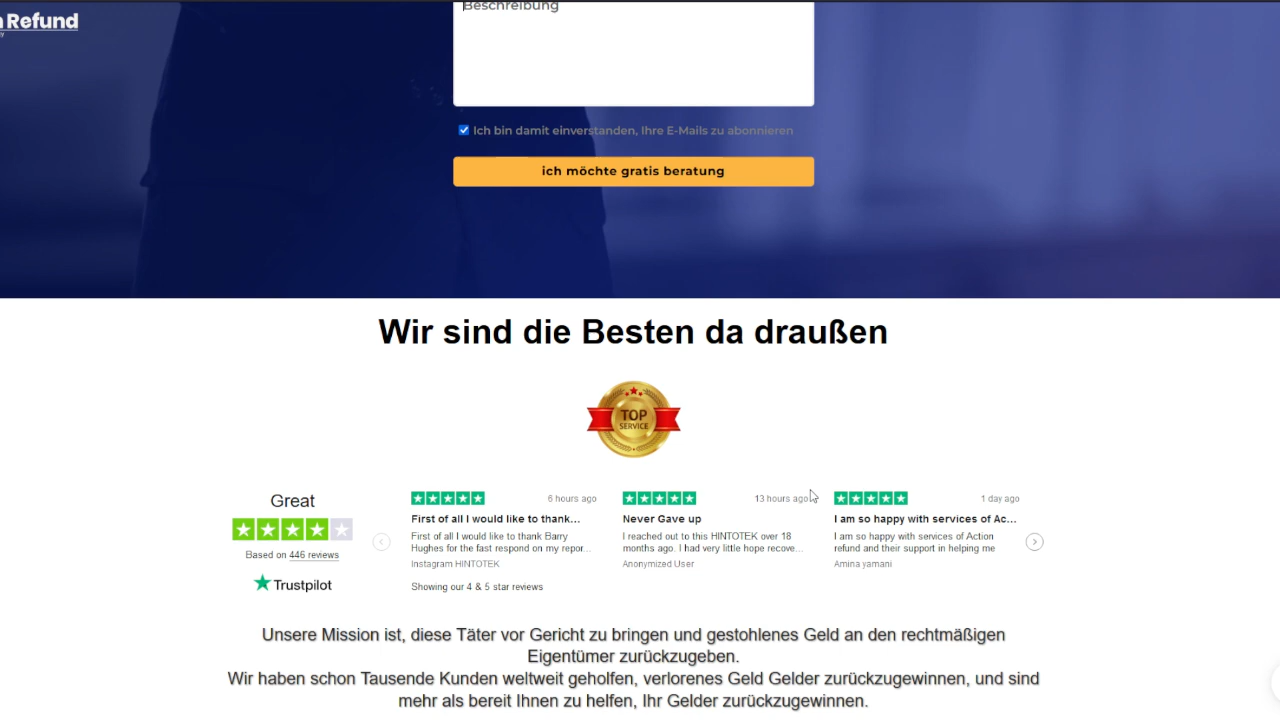 Beschreibung
Refund
Ich bin damit einverstanden, Ihre E-Mails zu abonnieren
ich möchte gratis beratung
Wir sind die Besten da draußen
TOP
SERVICE
Great
Based on 446 reviews
Trustpilot
6 hours ago
First of all I would like to thank...
First of all I would like to thank Barry
Hughes for the fast respond on my repor...
Instagram HINTOTEK
13 hours ago
Never Gave up
I reached out to this HINTOTEK over 18
months ago. I had very little hope recove...
Anonymized User
1 day ago
I am so happy with services of Ac...
I am so happy with services of Action
refund and their support in helping me
Amina yamani
Showing our 4 & 5 star reviews
Unsere Mission ist, diese Täter vor Gericht zu bringen und gestohlenes Geld an den rechtmäßigen
Eigentümer zurückzugeben.
Wir haben schon Tausende Kunden weltweit geholfen, verlorenes Geld Gelder zurückzugewinnen, und sind
mehr als bereit Ihnen zu helfen, Ihr Gelder zurückzugewinnen.